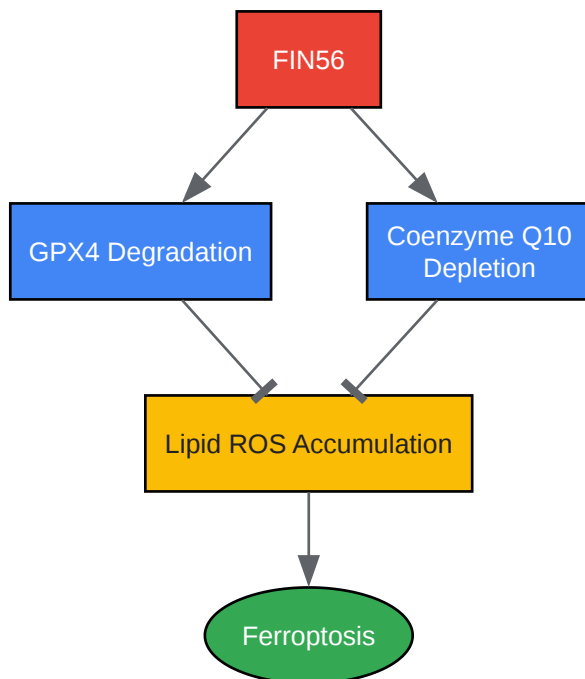 FIN56
GPX4 Degradation
Coenzyme Q10
Depletion
Lipid ROS Accumulation
Ferroptosis